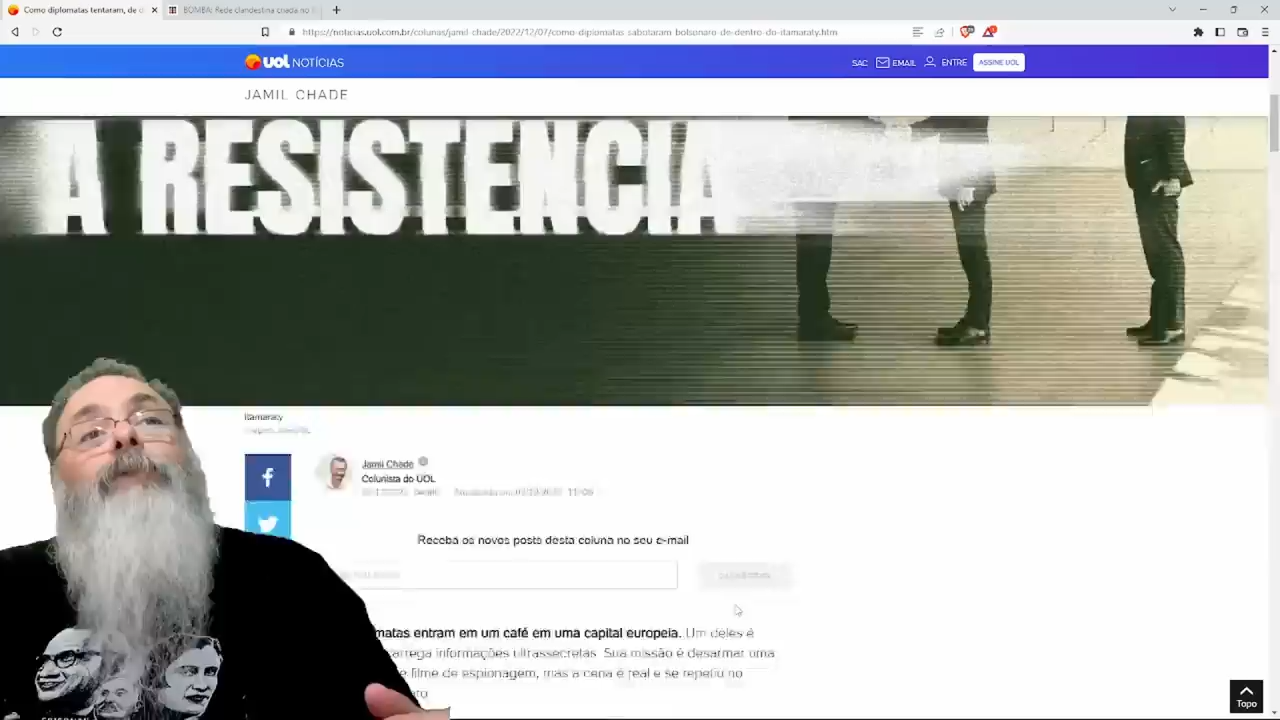 Como diplomatas tentaram, de d
BOMBA: Rede clandestina criada no I
https://noticias.uol.com.br/colunas/jamil-chade/2022/12/07/como-diplomatas-sabotaram-bolsonaro-de-dentro-do-itamaraty.htm
UOL NOTÍCIAS
SAC
EMAIL
ENTRE
ASSINE UOL
JAMIL CHADE
A RESISTÊNCIA
Itamaraty
Jamil Chade
Colunista do UOL
Receba os novos posts desta coluna no seu e-mail
matas entram em um café em uma capital europeia. Um deles é
arrega informações ultrassecretas. Sua missão é desarmar uma
filme de espionagem, mas a cena é real e se repetiu no
Topo